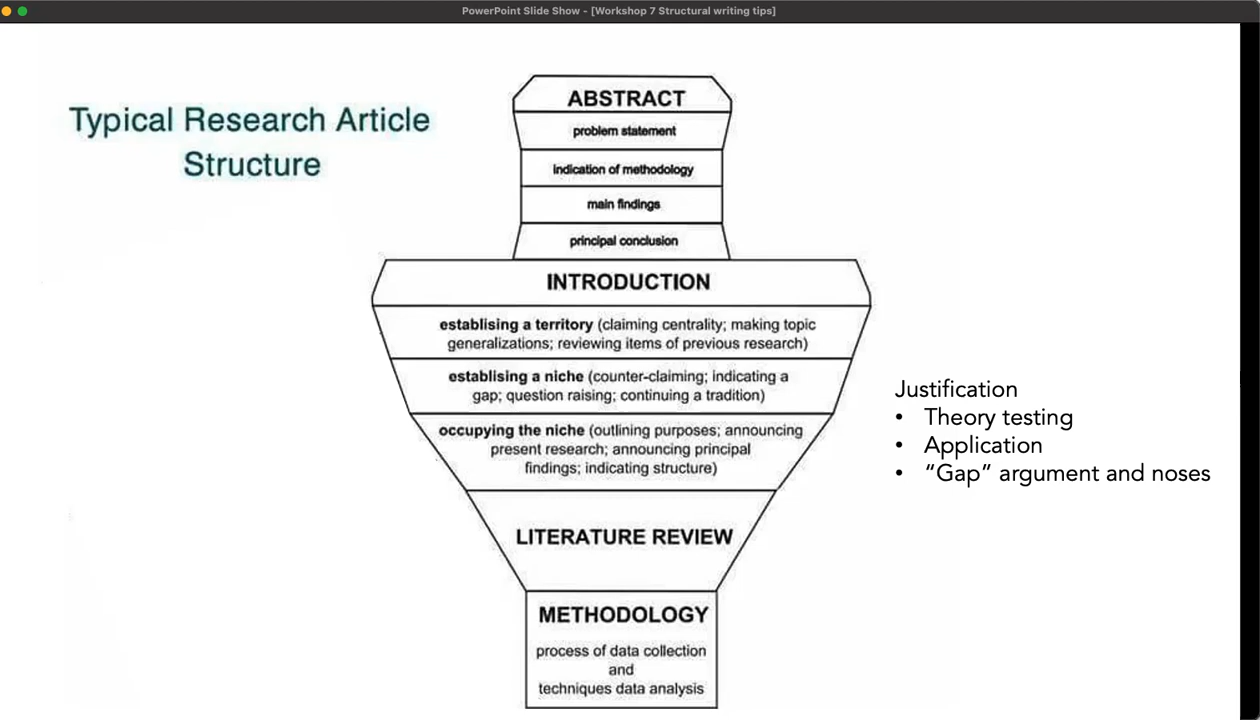 PowerPoint Slide Show - [Workshop 7 Structural writing tips]
Typical Research Article
Structure
ABSTRACT
problem statement
indication of methodology
main findings
principal conclusion
INTRODUCTION
establising a territory (claiming centrality; making topic
generalizations; reviewing items of previous research)
establising a niche (counter-claiming; indicating a
gap; question raising; continuing a tradition)
occupying the niche (outlining purposes; announcing
present research; announcing principal
findings; indicating structure)
LITERATURE REVIEW
METHODOLOGY
process of data collection
and
techniques data analysis
Justification
• Theory testing
• Application
• “Gap” argument and noses